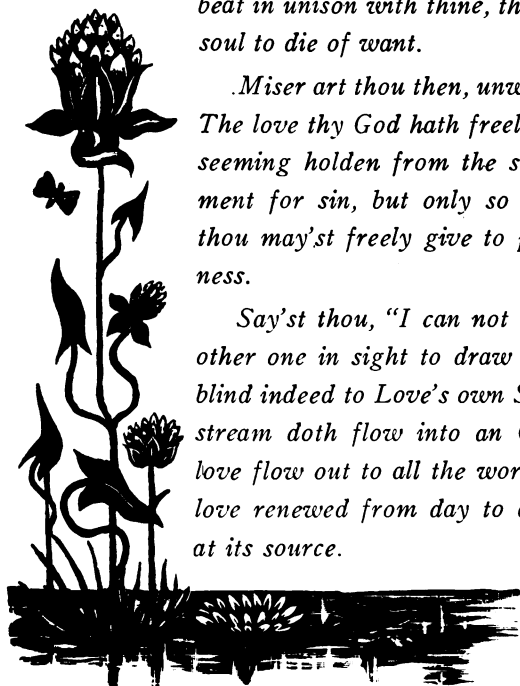 beat in unison with thine, th
soul to die of want.
Miser art thou then, unw
The love thy God hath freel
seeming holden from the s
ment for sin, but only so
thou may'st freely give to f
ness.
Say'st thou, "I can not
other one in sight to draw
blind indeed to Love's own S
stream doth flow into an
love flow out to all the wor
love renewed from day to
at its source.